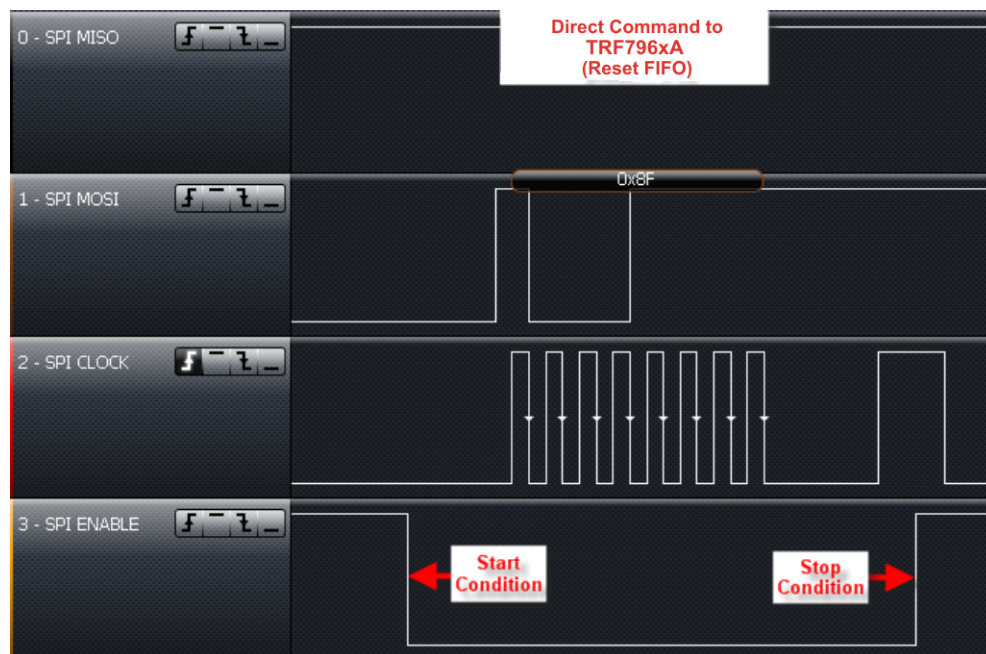 0 - SPI MISO
Direct Command to
TRF796xA
(Reset FIFO)
1 - SPI MOSI
0x8F
2 - SPI CLOCK
3 - SPI ENABLE
Start
Condition
Stop
Condition